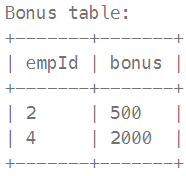 Bonus table:
+-------+-------+
| empId | bonus |
+-------+-------+
| 2     | 500   |
| 4     | 2000  |
+-------+-------+